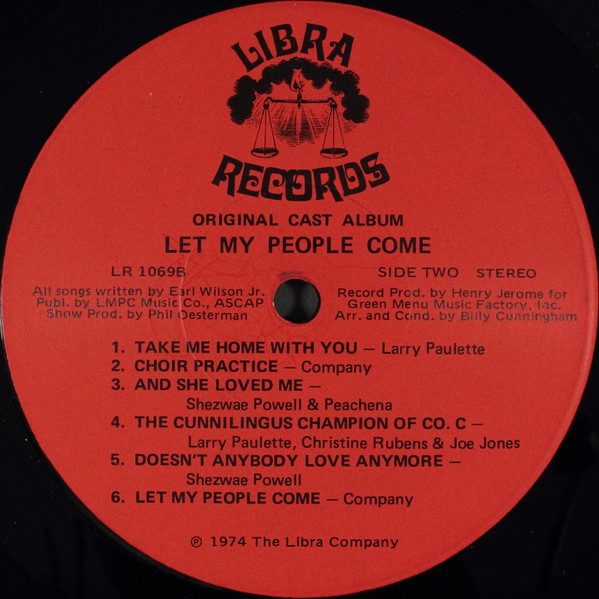 LIBRA
RECORDS
ORIGINAL CAST ALBUM
LET MY PEOPLE COME
LR 1069B
SIDE TWO STEREO
All songs written by Earl Wilson Jr.
Publ. by LMPC Music Co., ASCAP
Show Prod. by Phil Oesterman
Record Prod. by Henry Jerome for
Green Menu Music Factory, Inc.
Arr. and Cond. by Billy Cunningham
1. TAKE ME HOME WITH YOU — Larry Paulette
2. CHOIR PRACTICE — Company
3. AND SHE LOVED ME —
Shezwae Powell & Peachena
4. THE CUNNILINGUS CHAMPION OF CO. C —
Larry Paulette, Christine Rubens & Joe Jones
5. DOESN'T ANYBODY LOVE ANYMORE —
Shezwae Powell
6. LET MY PEOPLE COME — Company
℗ 1974 The Libra Company